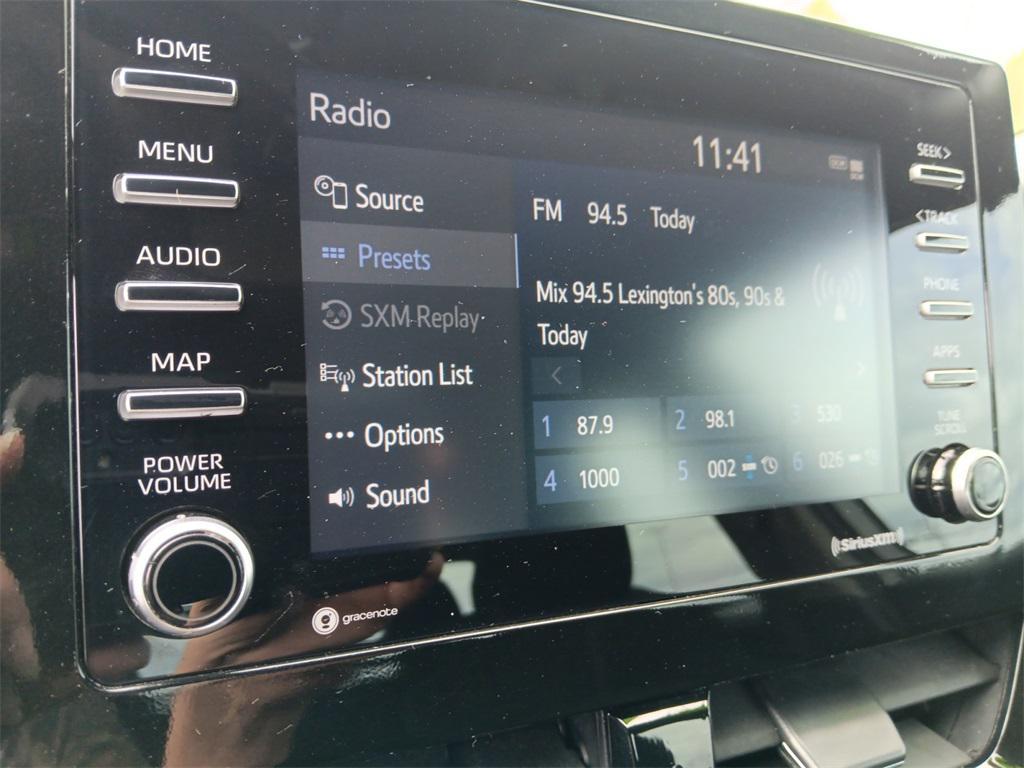 HOME
MENU
AUDIO
MAP
POWER
VOLUME
Radio
11:41
Source
Presets
SXM Replay
Station List
Options
Sound
FM 94.5 Today
Mix 94.5 Lexington's 80s, 90s &
Today
1 87.9 2 98.1 3 530
4 1000 5 002 6 026
SEEK >
< TRACK
PHONE
APPS
TUNE
SCROLL
SiriusXM
gracenote